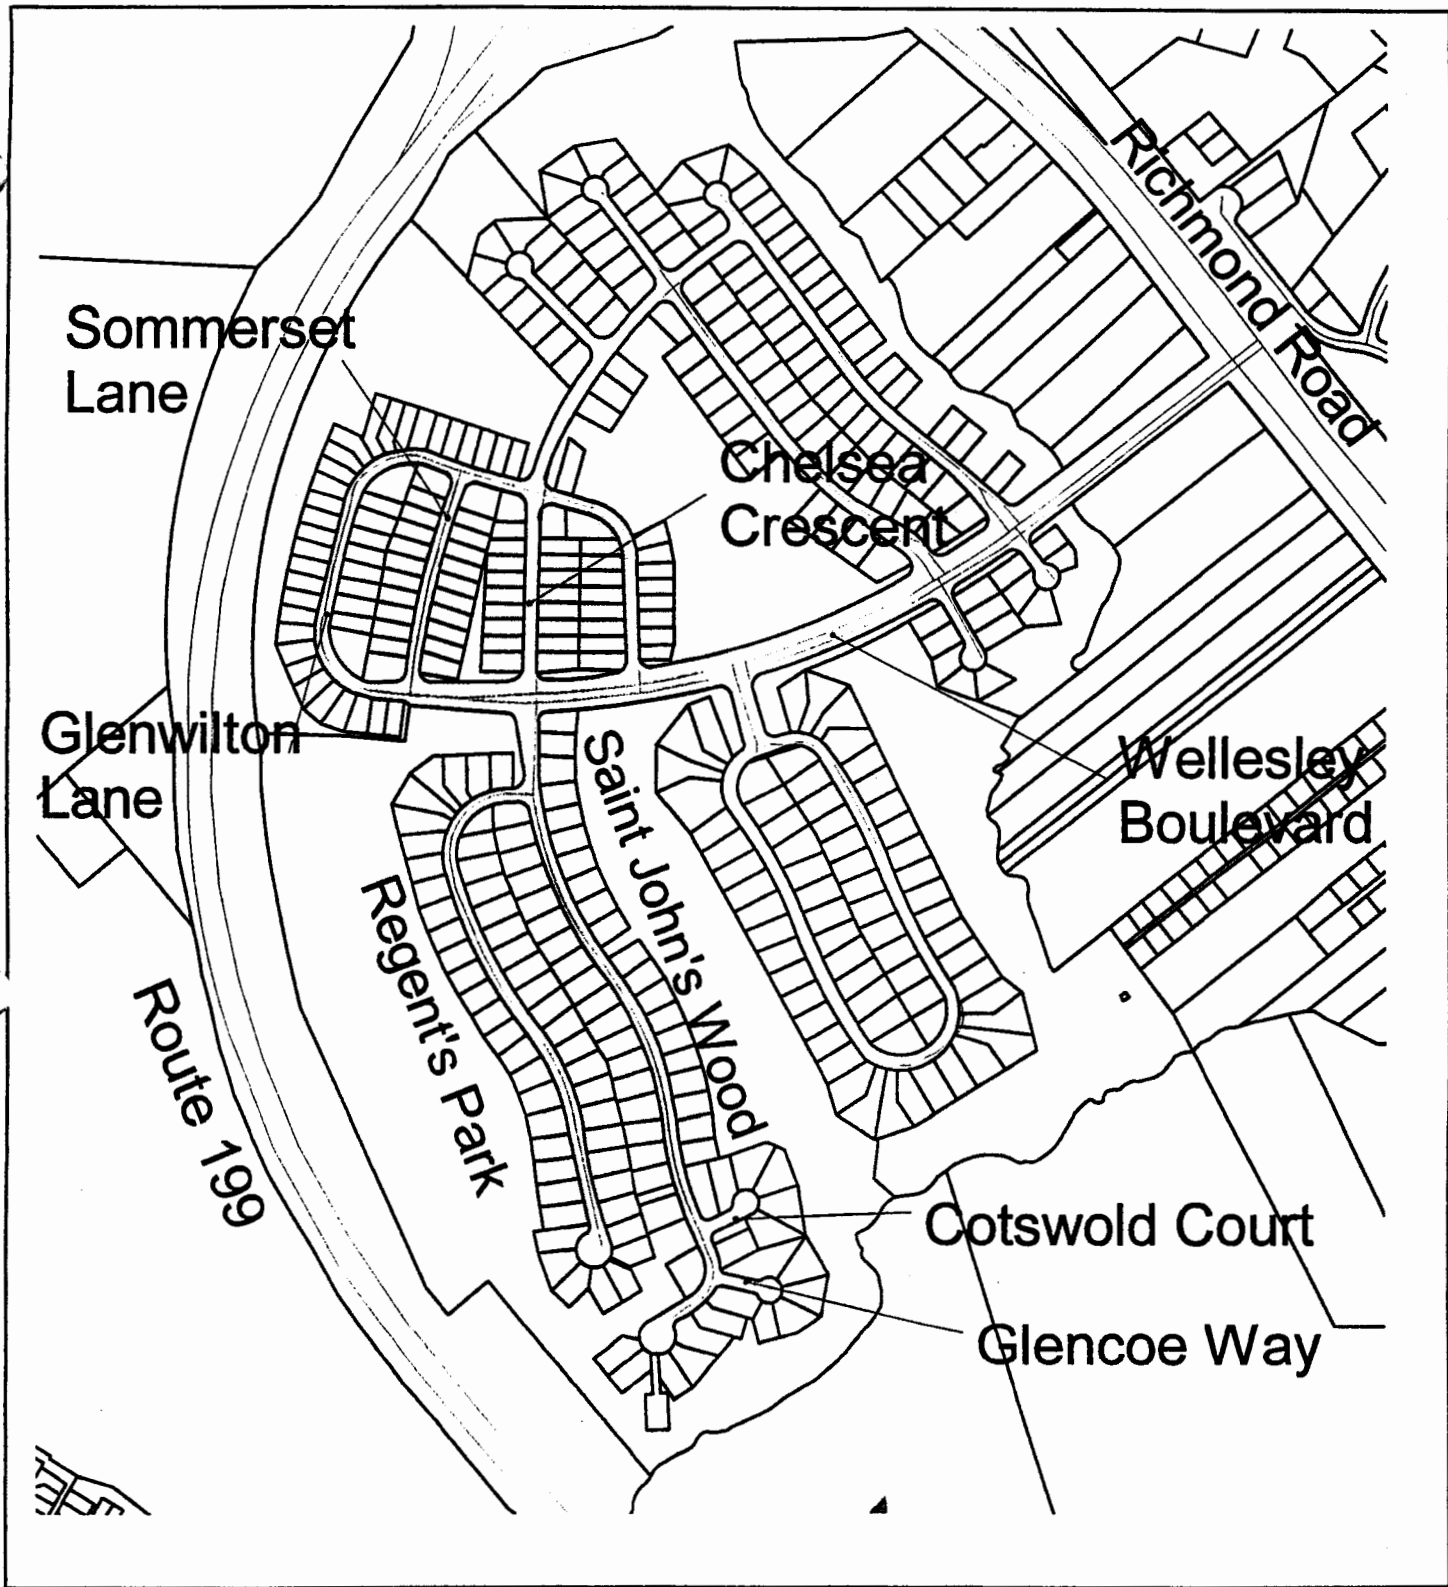 Richmond Road
Sommerset
Lane
Chelsea
Crescent
Glenwilton
Lane
Saint John's Wood
Wellesley
Boulevard
Regent's Park
Route 199
Cotswold Court
Glencoe Way